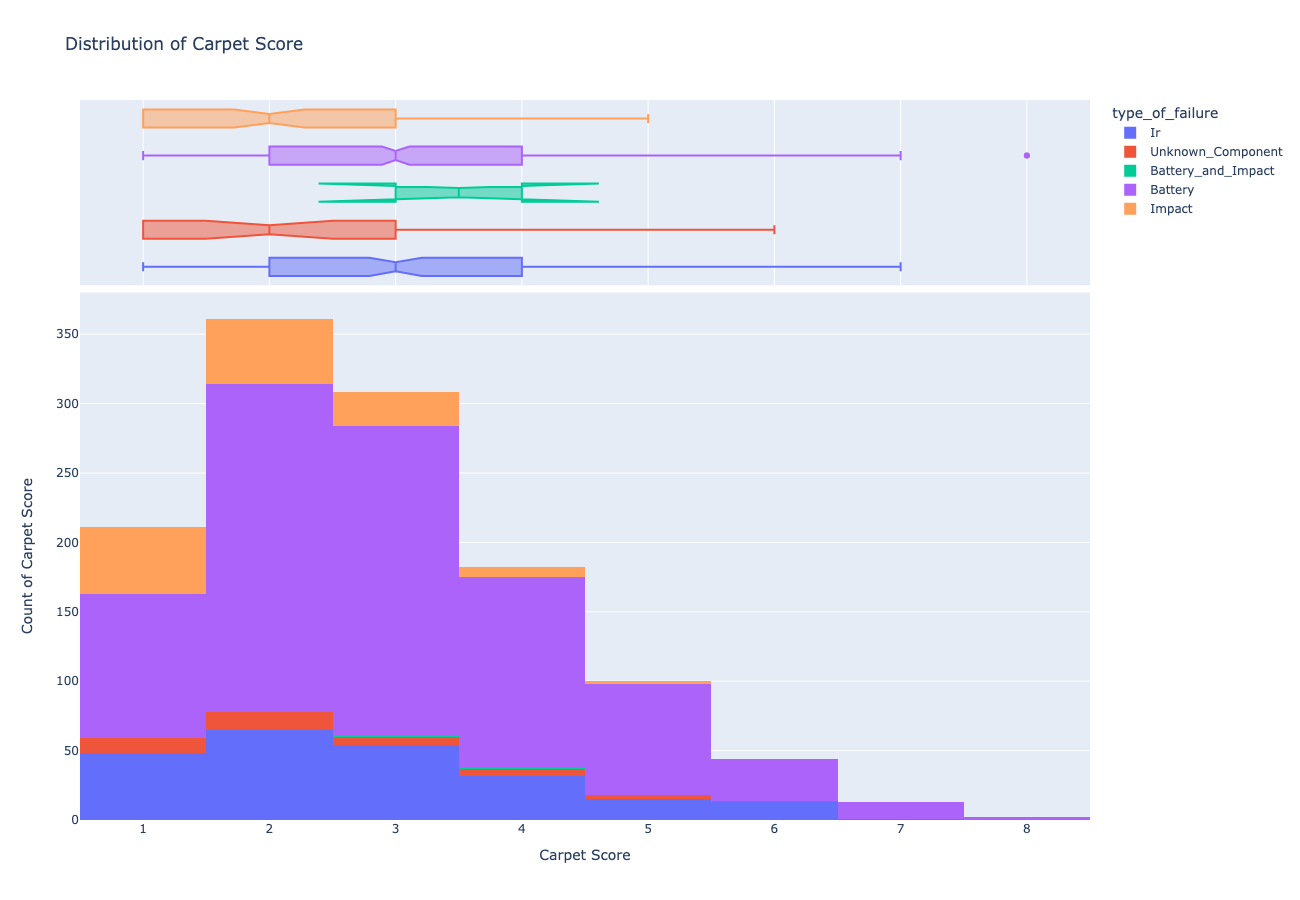 Distribution of Carpet Score
type_of_failure
Ir
Unknown_Component
Battery_and_Impact
Battery
Impact
350
300
250
200
150
100
50
0
Count of Carpet Score
1 2 3 4 5 6 7 8
Carpet Score